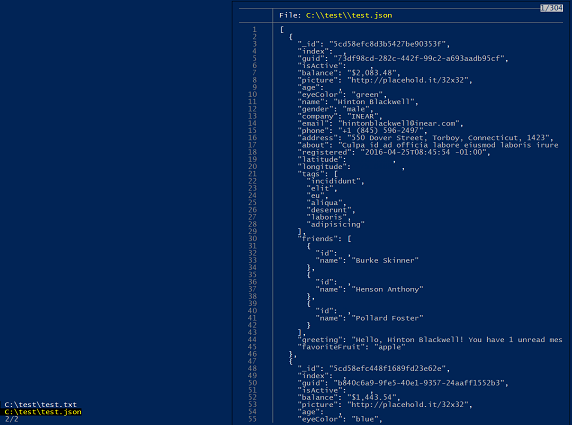 1/304
File: C:\\test\\test.json
1 [
2 {
3 "_id": "5cd58efc8d3b5427be90353f",
4 "index": ,
5 "guid": "73df98cd-282c-442f-99c2-a693aadb95cf",
6 "isActive": ,
7 "balance": "$2,083.48",
8 "picture": "http://placehold.it/32x32",
9 "age": ,
10 "eyeColor": "green",
11 "name": "Hinton Blackwell",
12 "gender": "male",
13 "company": "INEAR",
14 "email": "hintonblackwell@inear.com",
15 "phone": "+1 (845) 596-2497",
16 "address": "550 Dover Street, Torboy, Connecticut, 1423",
17 "about": "Culpa id ad officia labore eiusmod laboris irure
18 "registered": "2016-04-25T08:45:54 -01:00",
19 "latitude": ,
20 "longitude": ,
21 "tags": [
22 "incididunt",
23 "elit",
24 "eu",
25 "aliqua",
26 "deserunt",
27 "laboris",
28 "adipisicing"
29 ],
30 "friends": [
31 {
32 "id": ,
33 "name": "Burke Skinner"
34 },
35 {
36 "id": ,
37 "name": "Henson Anthony"
38 },
39 {
40 "id": ,
41 "name": "Pollard Foster"
42 }
43 ],
44 "greeting": "Hello, Hinton Blackwell! You have 1 unread mes
45 "favoriteFruit": "apple"
46 },
47 {
48 "_id": "5cd58efc448f1689fd23e62e",
49 "index": ,
50 "guid": "b840c6a9-9fe5-40e1-9357-24aaff1552b3",
51 "isActive": ,
52 "balance": "$1,443.54",
53 "picture": "http://placehold.it/32x32",
54 "age": ,
55 "eyeColor": "blue",
C:\test\test.txt
C:\test\test.json
2/2